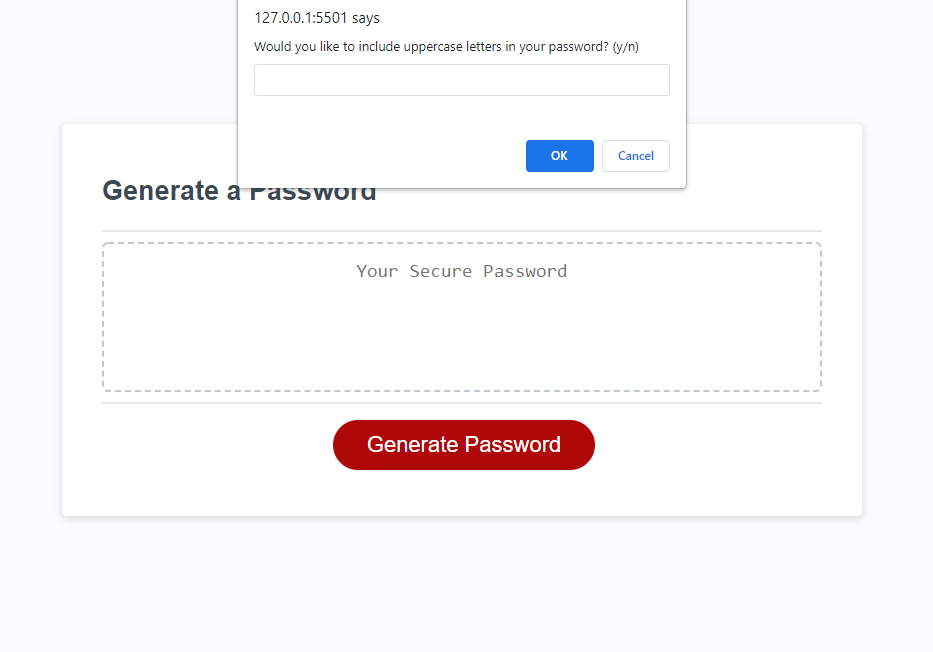 127.0.0.1:5501 says
Would you like to include uppercase letters in your password? (y/n)
OK
Cancel
Generate a Password
Your Secure Password
Generate Password